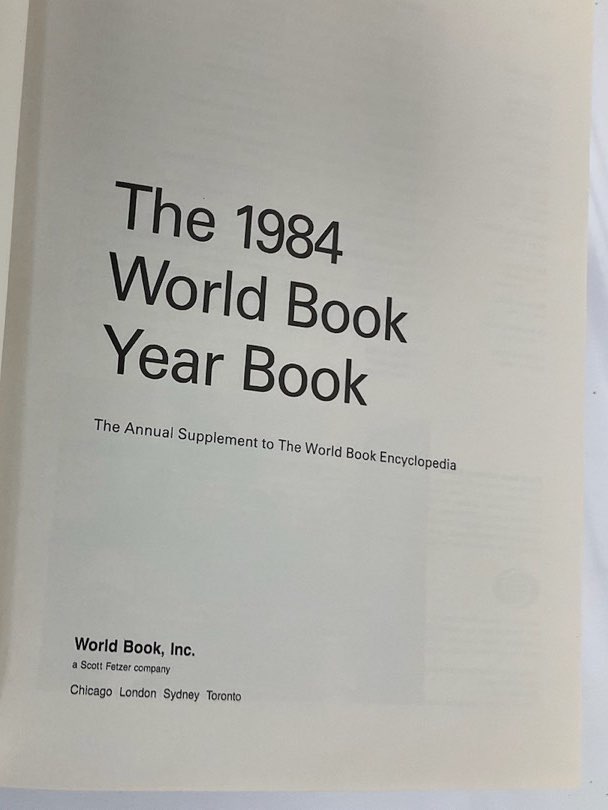 The 1984
World Book
Year Book
The Annual Supplement to The World Book Encyclopedia
World Book, Inc.
a Scott Fetzer company
Chicago London Sydney Toronto